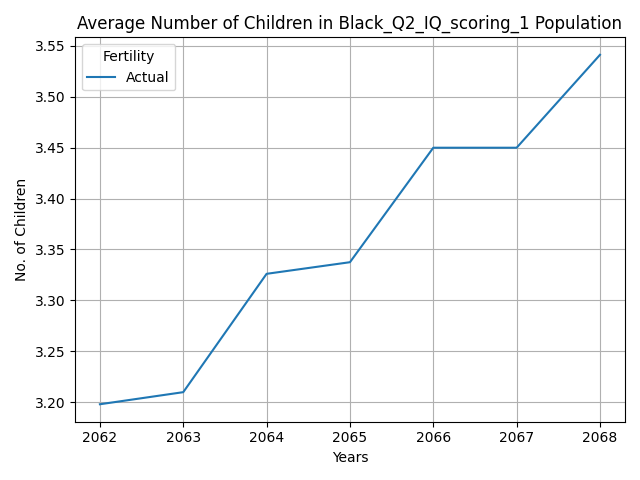 Average Number of Children in Black_Q2_IQ_scoring_1 Population
Fertility
Actual
No. of Children
3.55
3.50
3.45
3.40
3.35
3.30
3.25
3.20
2062 2063 2064 2065 2066 2067 2068
Years